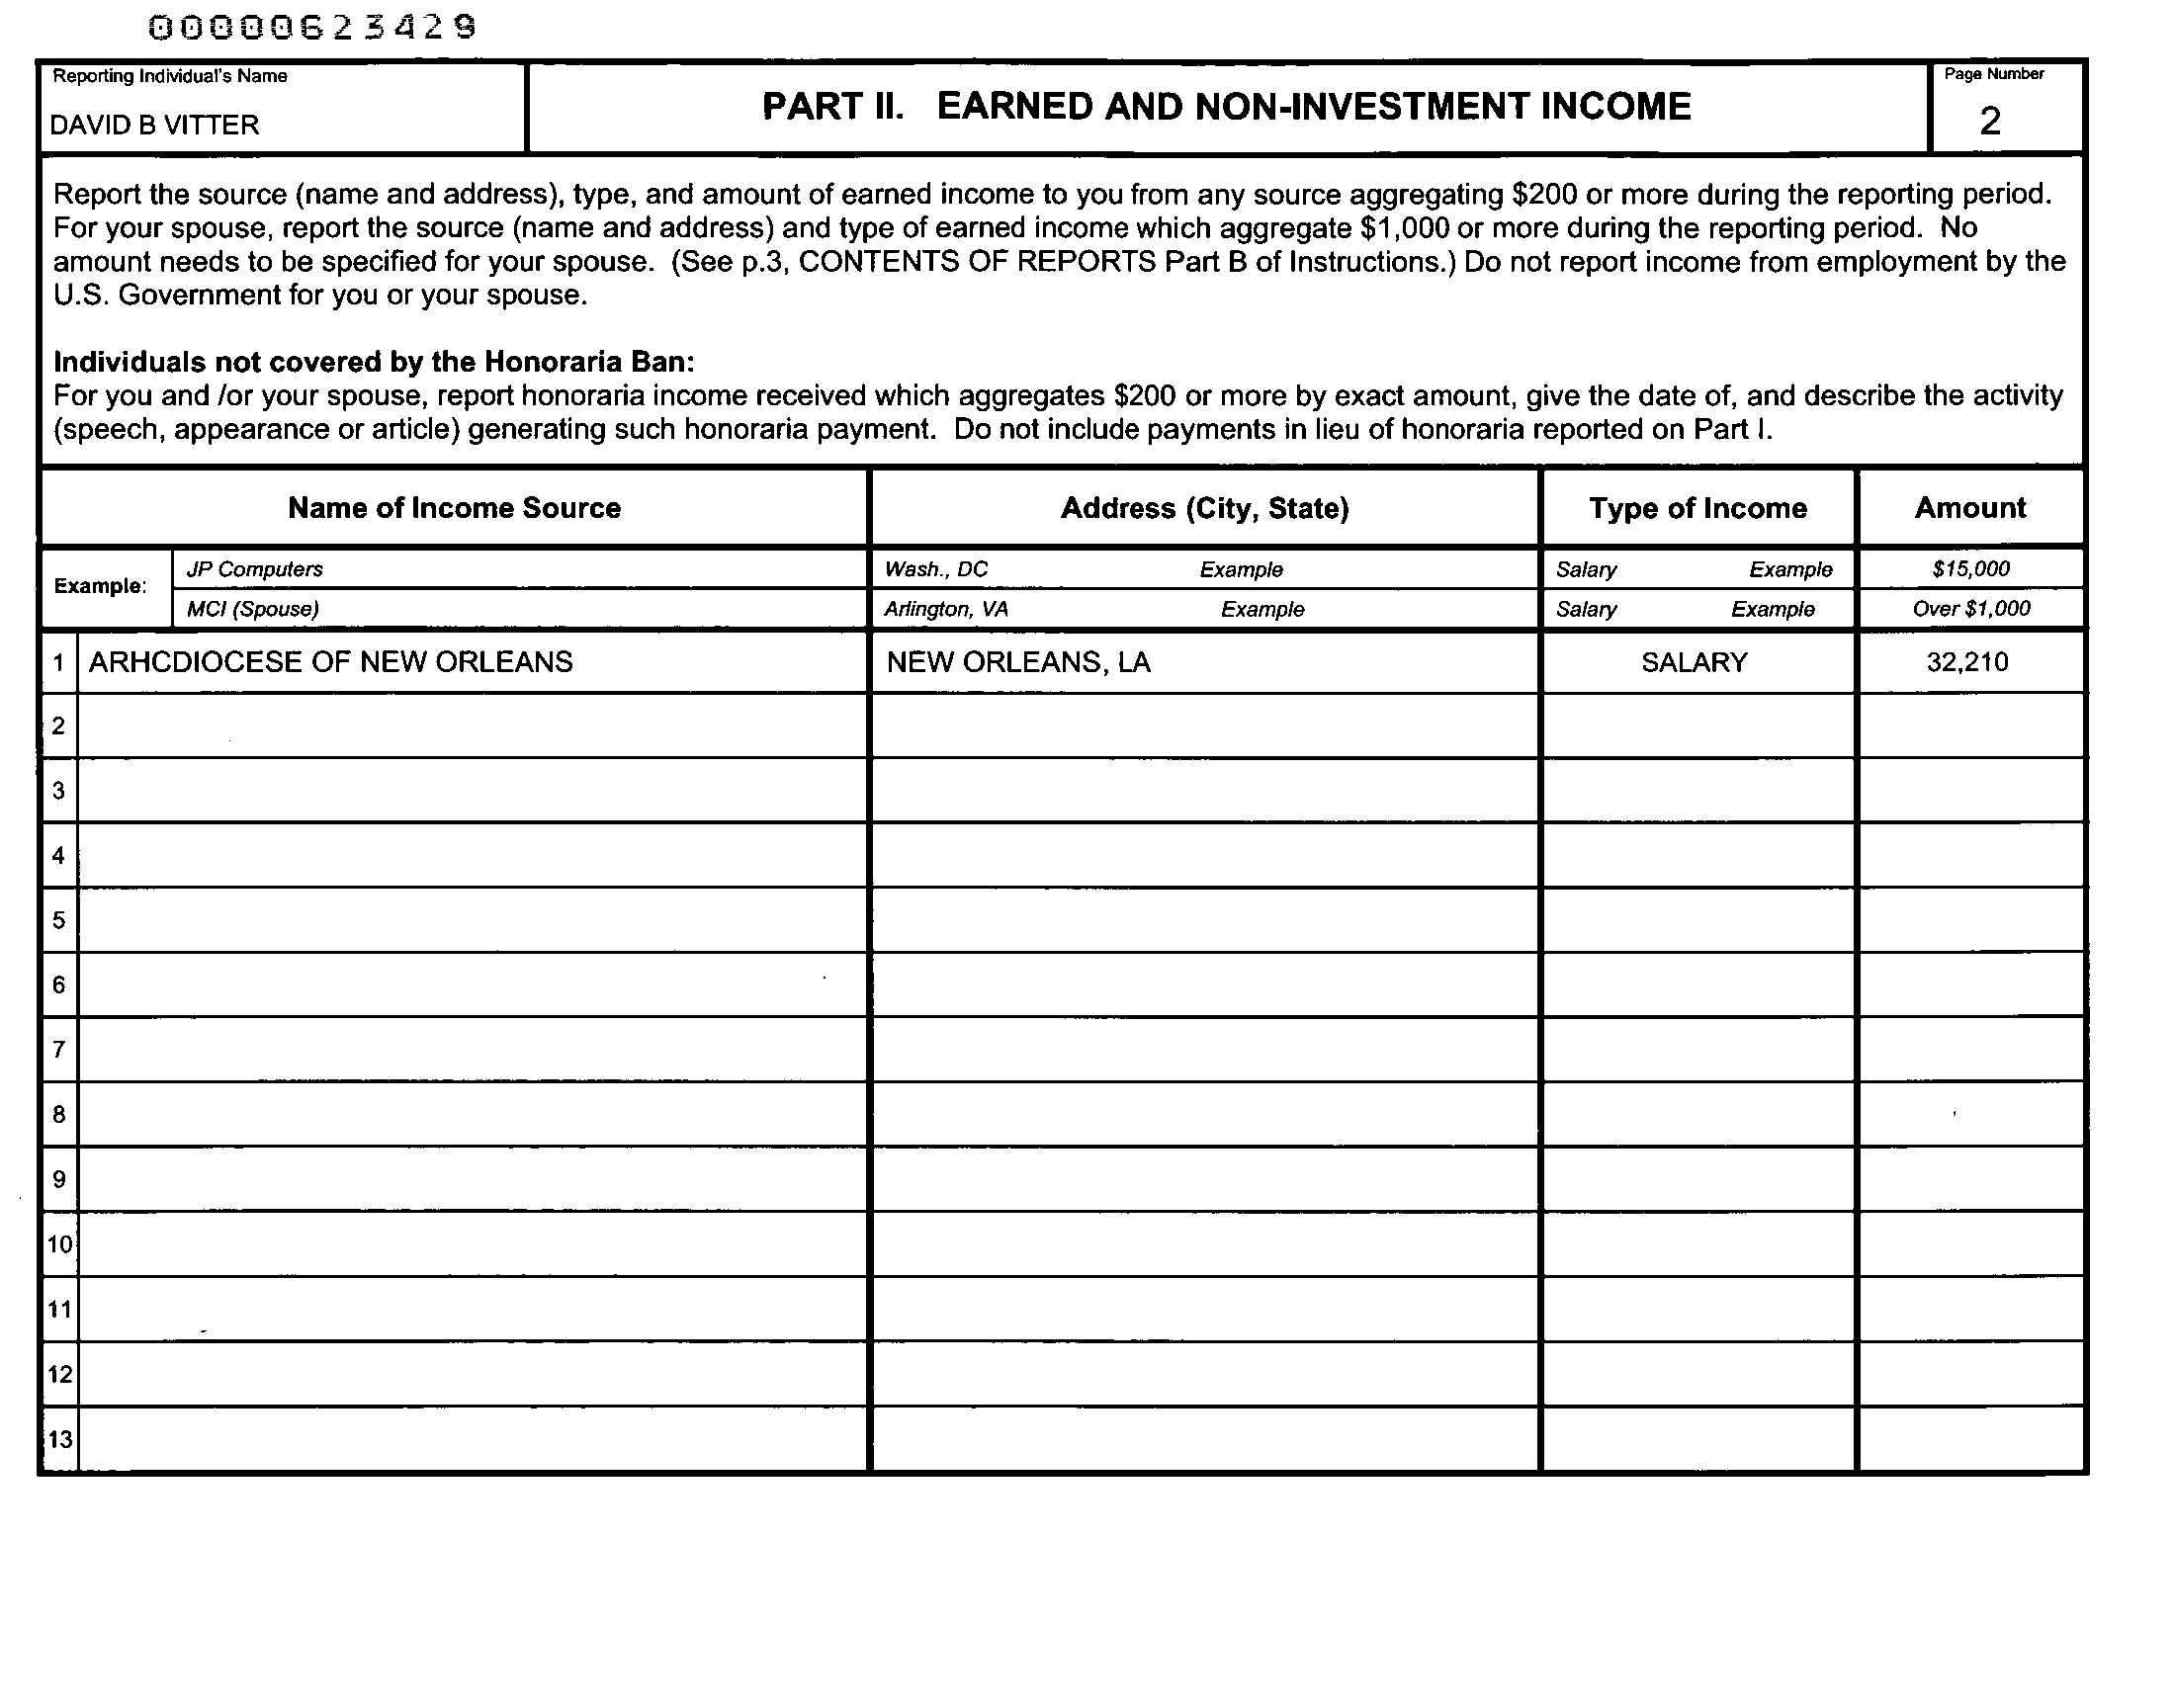 00000623429
Reporting Individual's Name
DAVID B VITTER
PART II. EARNED AND NON-INVESTMENT INCOME
Page Number
2
Report the source (name and address), type, and amount of earned income to you from any source aggregating $200 or more during the reporting period.
For your spouse, report the source (name and address) and type of earned income which aggregate $1,000 or more during the reporting period. No
amount needs to be specified for your spouse. (See p.3, CONTENTS OF REPORTS Part B of Instructions.) Do not report income from employment by the
U.S. Government for you or your spouse.
Individuals not covered by the Honoraria Ban:
For you and /or your spouse, report honoraria income received which aggregates $200 or more by exact amount, give the date of, and describe the activity
(speech, appearance or article) generating such honoraria payment. Do not include payments in lieu of honoraria reported on Part I.
Name of Income Source Address (City, State) Type of Income Amount
Example:
JP Computers Wash., DC Example Salary Example $15,000
MCI (Spouse) Arlington, VA Example Salary Example Over $1,000
1 ARHCDIOCESE OF NEW ORLEANS NEW ORLEANS, LA SALARY 32,210
2
3
4
5
6
7
8
9
10
11
12
13